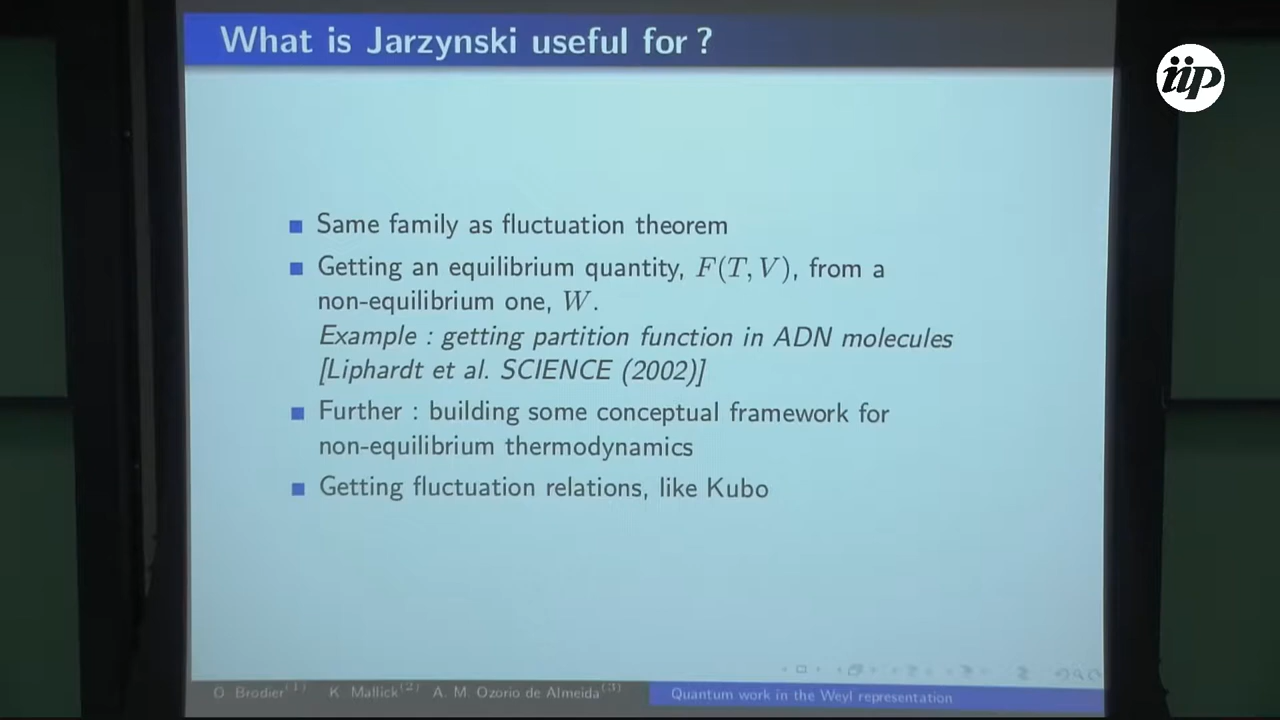 What is Jarzynski useful for ?
iip
Same family as fluctuation theorem
Getting an equilibrium quantity, F(T, V), from a
non-equilibrium one, W.
Example : getting partition function in ADN molecules
[Liphardt et al. SCIENCE (2002)]
Further : building some conceptual framework for
non-equilibrium thermodynamics
Getting fluctuation relations, like Kubo
O. Brodier(1) K. Mallick(2) A. M. Ozorio de Almeida(3) Quantum work in the Weyl representation